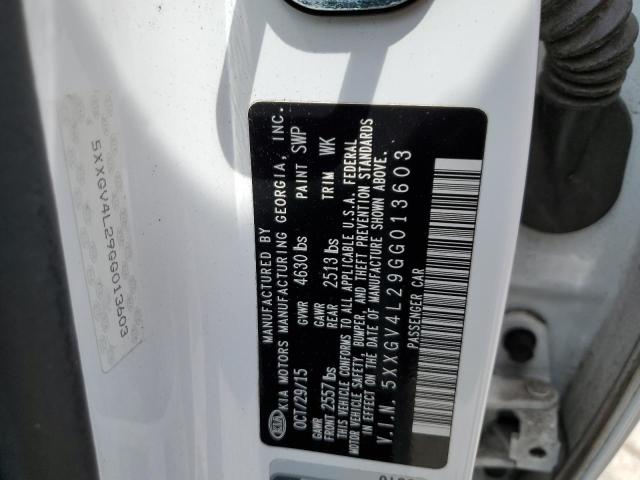 KIA
MANUFACTURED BY
KIA MOTORS MANUFACTURING GEORGIA, INC.
OCT/29/15 GVWR 4630 lbs PAINT SWP
GAWR FRONT 2557 lbs GAWR REAR 2513 lbs TRIM WK
THIS VEHICLE CONFORMS TO ALL APPLICABLE U.S.A. FEDERAL
MOTOR VEHICLE SAFETY, BUMPER, AND THEFT PREVENTION STANDARDS
IN EFFECT ON THE DATE OF MANUFACTURE SHOWN ABOVE.
V.I.N. 5XXGV4L29GG013603
PASSENGER CAR
5XXGV4L29GG013603